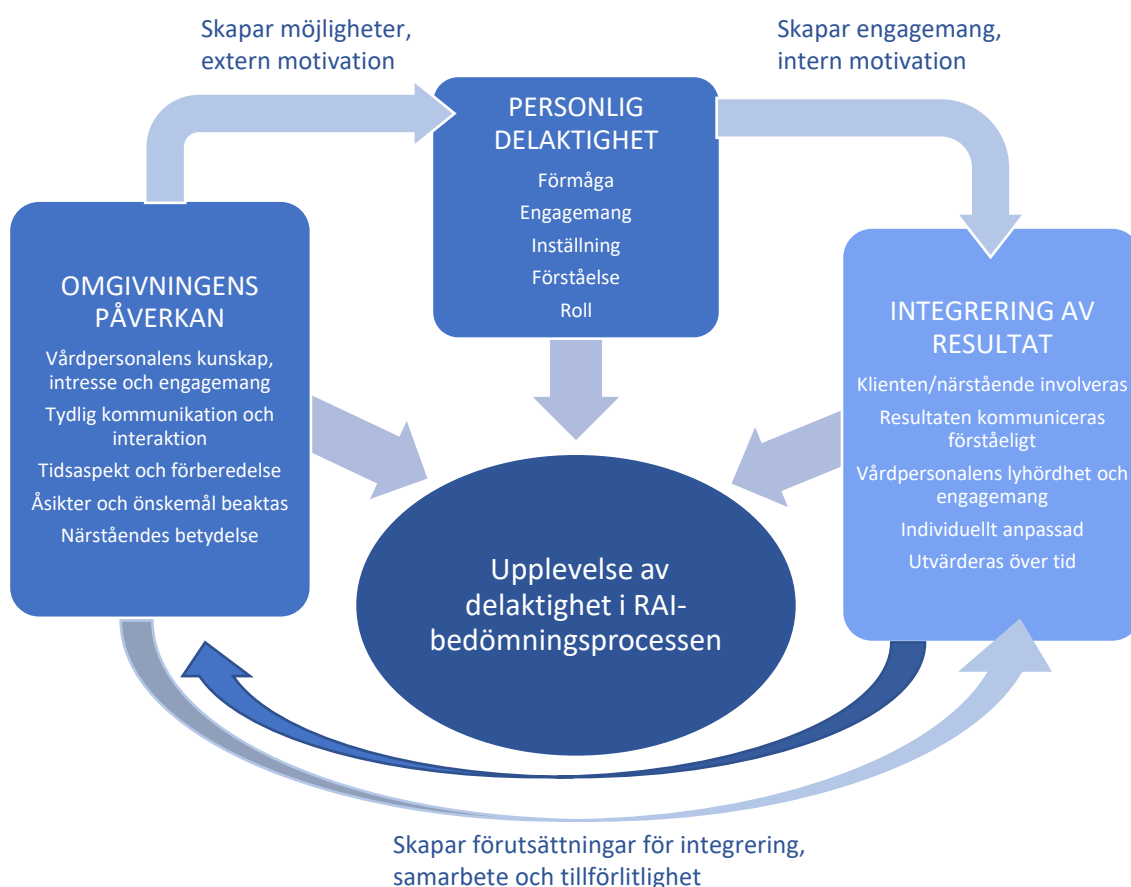 Skapar möjligheter,
extern motivation
Skapar engagemang,
intern motivation
PERSONLIG
DELAKTIGHET
Förmåga
Engagemang
Inställning
Förståelse
Roll
OMGIVNINGENS
PÅVERKAN
Vårdpersonalens kunskap,
intresse och engagemang
Tydlig kommunikation och
interaktion
Tidsaspekt och förberedelse
Åsikter och önskemål beaktas
Närståendes betydelse
INTEGRERING AV
RESULTAT
Klienten/närstående involveras
Resultaten kommuniceras
förståeligt
Vårdpersonalens lyhördhet och
engagemang
Individuellt anpassad
Utvärderas över tid
Upplevelse av
delaktighet i RAI-
bedömningsprocessen
Skapar förutsättningar för integrering,
samarbete och tillförlitlighet